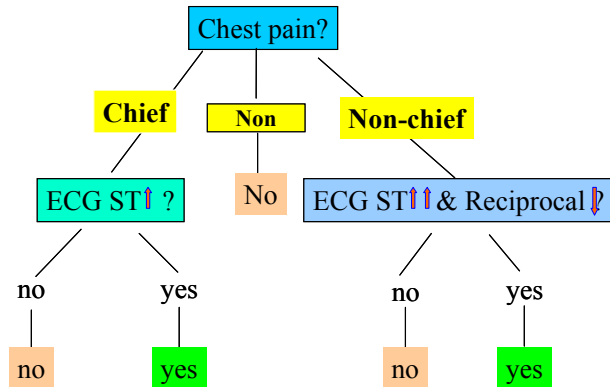 Chest pain?
Chief
Non
Non-chief
ECG ST↑ ?
No
ECG ST↑↑ & Reciprocal↓?
no
yes
no
yes
no
yes
no
yes